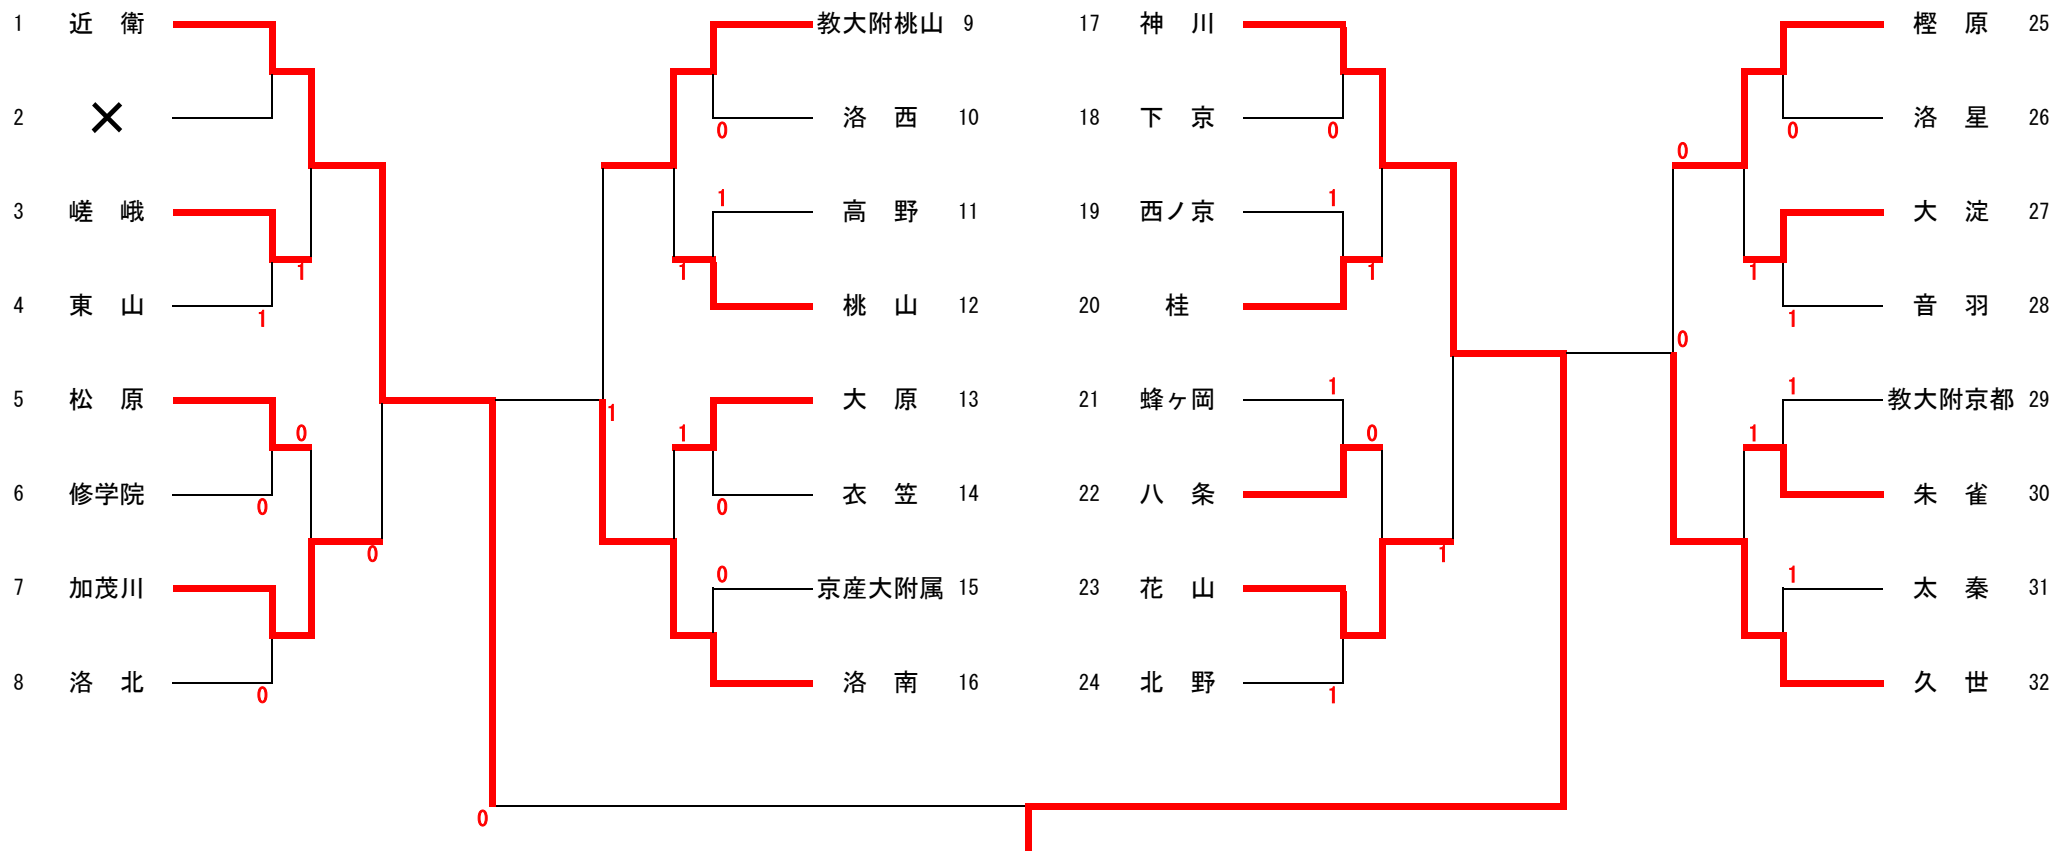 1 近 衛
教大附桃山 9
17 神 川
樫 原 25
2 ×
洛 西 10
18 下 京
洛 星 26
0
0
0
0
3 嵯 峨
1
高 野 11
19 西ノ京
1
大 淀 27
1
1
1
1
4 東 山
桃 山 12
20 桂
音 羽 28
1
1
0
5 松 原
大 原 13
21 蜂ヶ岡
1
1
教大附京都 29
1
0
1
0
1
6 修学院
衣 笠 14
22 八 条
朱 雀 30
0
0
0
1
7 加茂川
0
京産大附属 15
23 花 山
1
太 秦 31
8 洛 北
洛 南 16
24 北 野
久 世 32
0
1
0